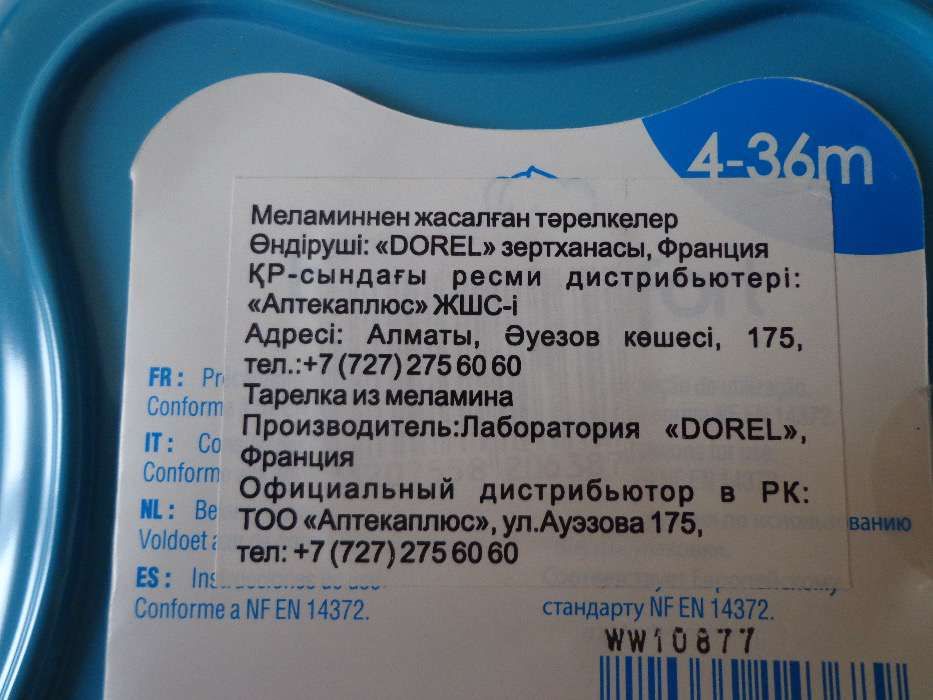 4-36m
Меламиннен жасалған тәрелкелер
Өндіруші: «DOREL» зертханасы, Франция
ҚР-сындағы ресми дистрибьютері:
«Аптекаплюс» ЖШС-і
Адресі: Алматы, Әуезов көшесі, 175,
тел.:+7 (727) 275 60 60
Тарелка из меламина
Производитель:Лаборатория «DOREL»,
Франция
Официальный дистрибьютор в РК:
ТОО «Аптекаплюс», ул.Ауэзова 175,
тел: +7 (727) 275 60 60
FR :
IT :
NL :
Voldoet
ES :
Conforme a NF EN 14372.
стандарту NF EN 14372.
WW10877